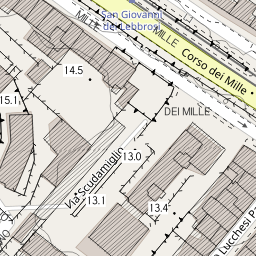 MILLE
San Giovanni
dei Lebbrosi
MILLE
Corso dei Mille
14.5
15.1
DEI MILLE
13.0
Via Scudamiglio
13.1
13.4
Lucchesi